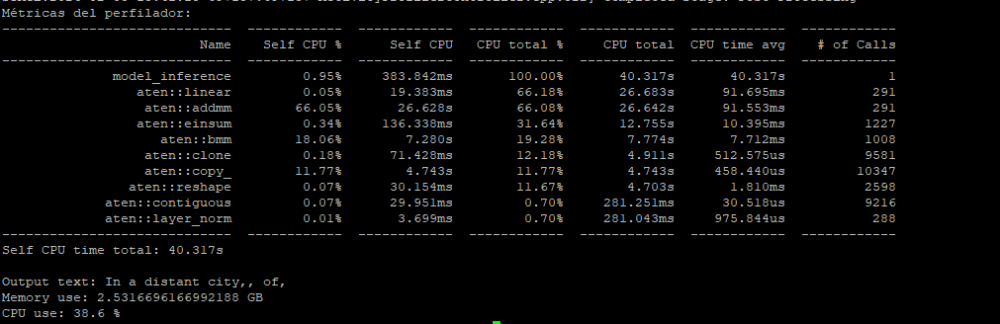 Métricas del perfilador:
Name Self CPU % Self CPU CPU total % CPU total CPU time avg # of Calls
model_inference 0.95% 383.842ms 100.00% 40.317s 40.317s 1
aten::linear 0.05% 19.383ms 66.18% 26.683s 91.695ms 291
aten::addmm 66.05% 26.628s 66.08% 26.642s 91.553ms 291
aten::einsum 0.34% 136.338ms 31.64% 12.755s 10.395ms 1227
aten::bmm 18.06% 7.280s 19.28% 7.774s 7.712ms 1008
aten::clone 0.18% 71.428ms 12.18% 4.911s 512.575us 9581
aten::copy_ 11.77% 4.743s 11.77% 4.743s 458.440us 10347
aten::reshape 0.07% 30.154ms 11.67% 4.703s 1.810ms 2598
aten::contiguous 0.07% 29.951ms 0.70% 281.251ms 30.518us 9216
aten::layer_norm 0.01% 3.699ms 0.70% 281.043ms 975.844us 288
Self CPU time total: 40.317s
Output text: In a distant city,, of,
Memory use: 2.5316696166992188 GB
CPU use: 38.6 %